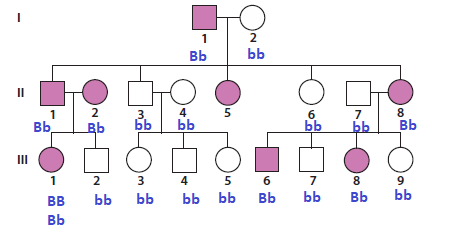 I
1 2
Bb bb
II
1 2 3 4 5 6 7 8
Bb Bb bb bb bb bb Bb
III
1 2 3 4 5 6 7 8 9
BB bb bb bb bb Bb bb Bb bb
Bb